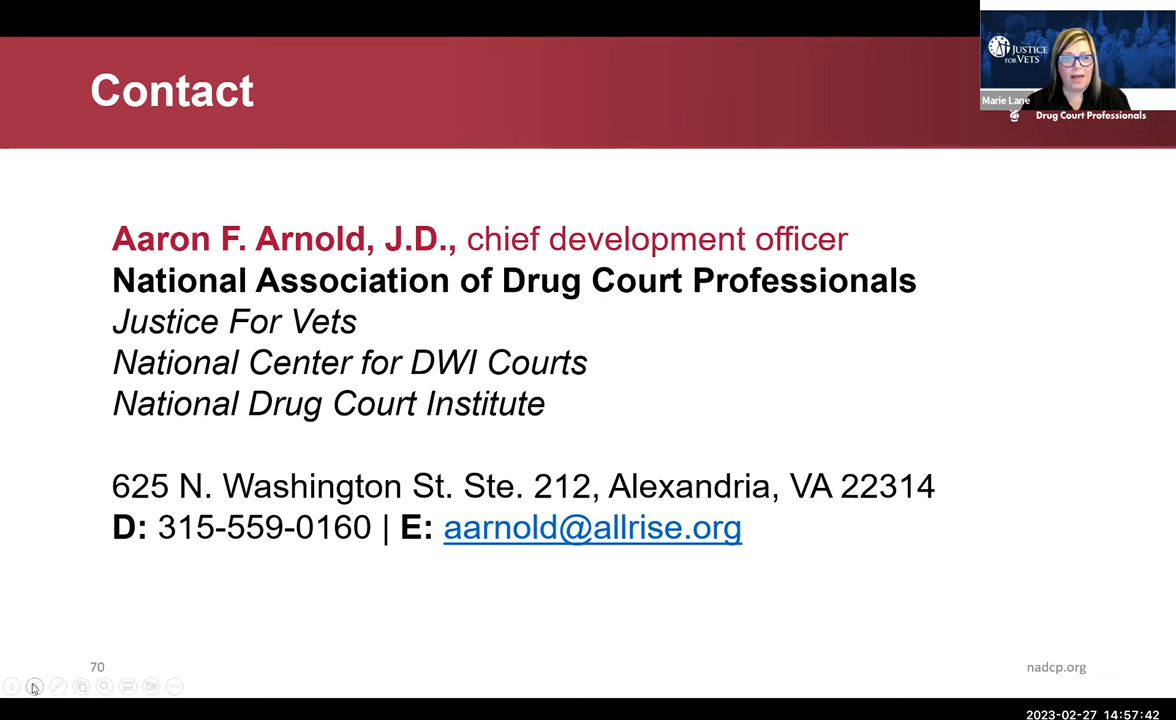 Contact
JUSTICE
FOR VETS
Marie Lane
Drug Court Professionals
Aaron F. Arnold, J.D., chief development officer
National Association of Drug Court Professionals
Justice For Vets
National Center for DWI Courts
National Drug Court Institute
625 N. Washington St. Ste. 212, Alexandria, VA 22314
D: 315-559-0160 | E: aarnold@allrise.org
70
nadcp.org
2023-02-27 14:57:42